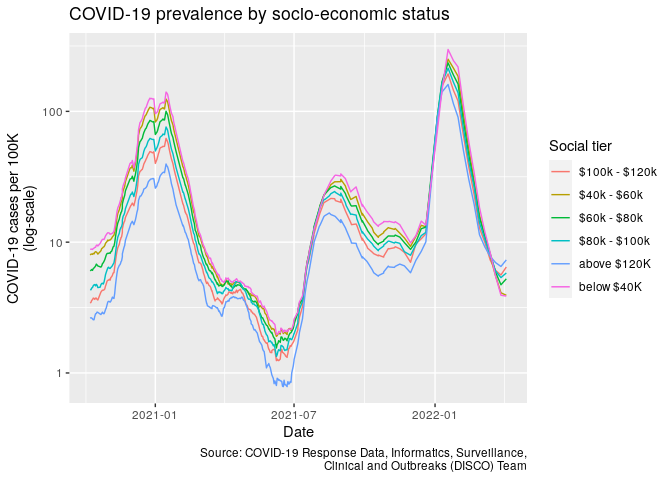 COVID-19 prevalence by socio-economic status
COVID-19 cases per 100K
(log-scale)
100
10
1
2021-01
2021-07
2022-01
Date
Social tier
$100k - $120k
$40k - $60k
$60k - $80k
$80k - $100k
above $120K
below $40K
Source: COVID-19 Response Data, Informatics, Surveillance,
Clinical and Outbreaks (DISCO) Team